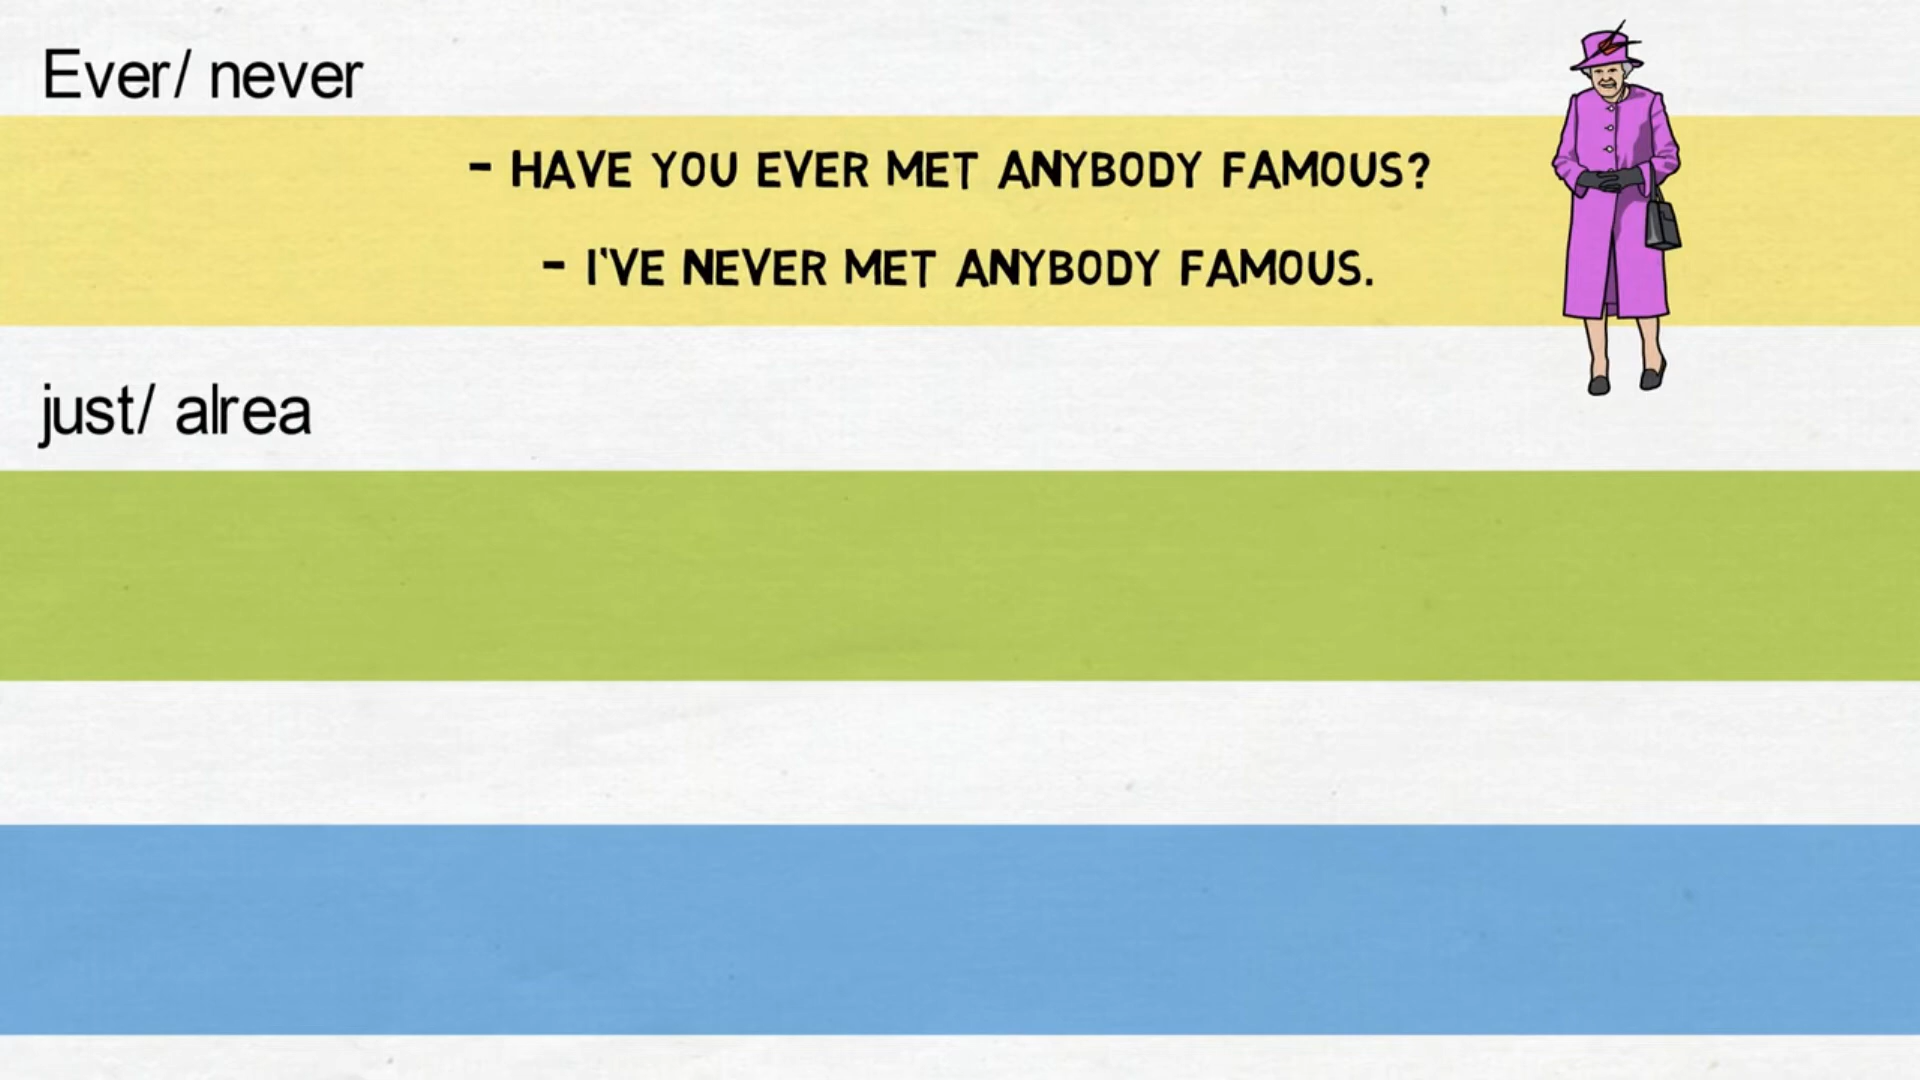 Ever/ never
- HAVE YOU EVER MET ANYBODY FAMOUS?
- I'VE NEVER MET ANYBODY FAMOUS.
just/ alrea